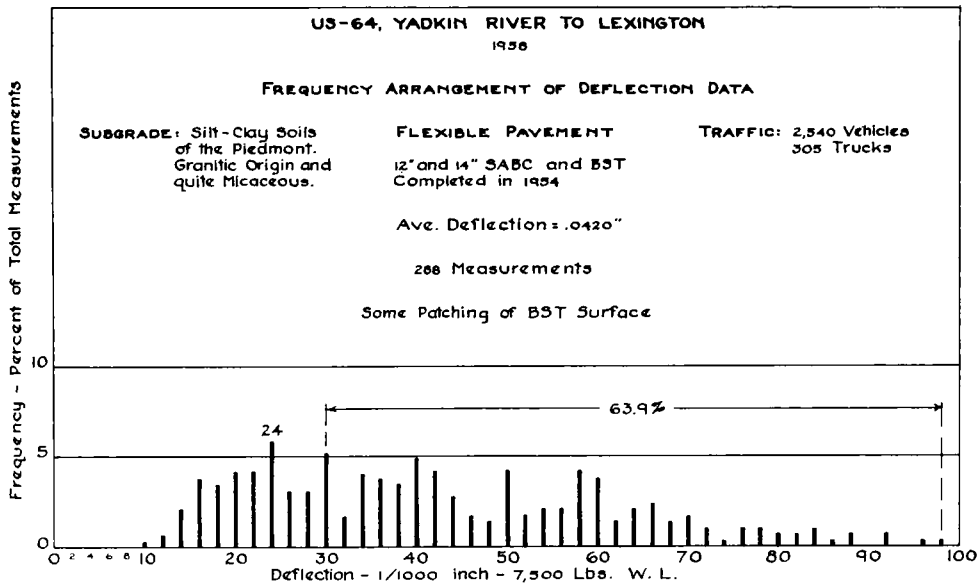 US-64, YADKIN RIVER TO LEXINGTON
1958
FREQUENCY ARRANGEMENT OF DEFLECTION DATA
SUBGRADE: Silt-Clay Soils
of the Piedmont.
Granitic Origin and
quite Micaceous.
FLEXIBLE PAVEMENT
12" and 14" SABC and BST
Completed in 1954
TRAFFIC: 2,540 Vehicles
305 Trucks
Ave. Deflection = .0420"
288 Measurements
Some Patching of BST Surface
Frequency - Percent of Total Measurements
10
63.9%
24
5
0
0 2 4 6 8 10 20 30 40 50 60 70 80 90 100
Deflection - 1/1000 inch - 7,500 Lbs. W. L.